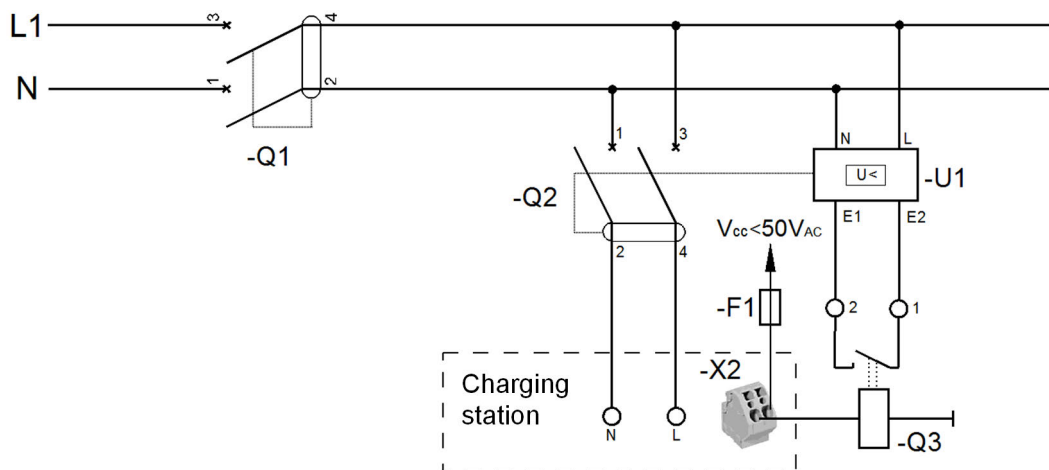 L1
3
4
N
1
2
-Q1
1
3
N
L
U<
-U1
-Q2
E1
E2
2
4
Vcc<50VAC
-F1
2
1
-X2
Charging
station
N
L
-Q3